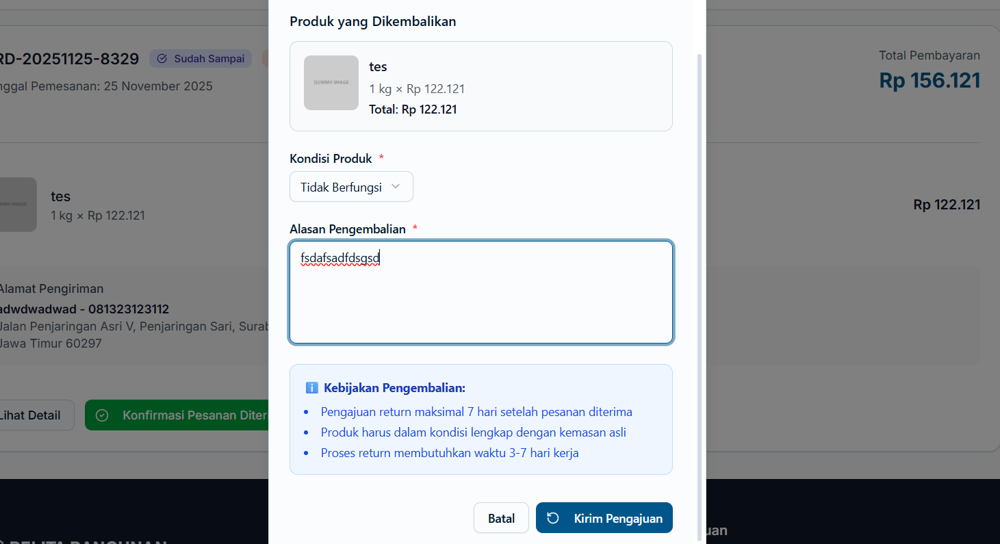 Produk yang Dikembalikan
DUMMY IMAGE
tes
1 kg × Rp 122.121
Total: Rp 122.121
Kondisi Produk *
Tidak Berfungsi
Alasan Pengembalian *
fsdafsadfdsgsd
Kebijakan Pengembalian:
• Pengajuan return maksimal 7 hari setelah pesanan diterima
• Produk harus dalam kondisi lengkap dengan kemasan asli
• Proses return membutuhkan waktu 3-7 hari kerja
Batal
Kirim Pengajuan
RD-20251125-8329
Sudah Sampai
nggal Pemesanan: 25 November 2025
Total Pembayaran
Rp 156.121
MMY IMAGE
tes
1 kg × Rp 122.121
Rp 122.121
Alamat Pengiriman
adwdwadwad - 081323123112
Jalan Penjaringan Asri V, Penjaringan Sari, Surab
Jawa Timur 60297
Lihat Detail
Konfirmasi Pesanan Diteri
uan